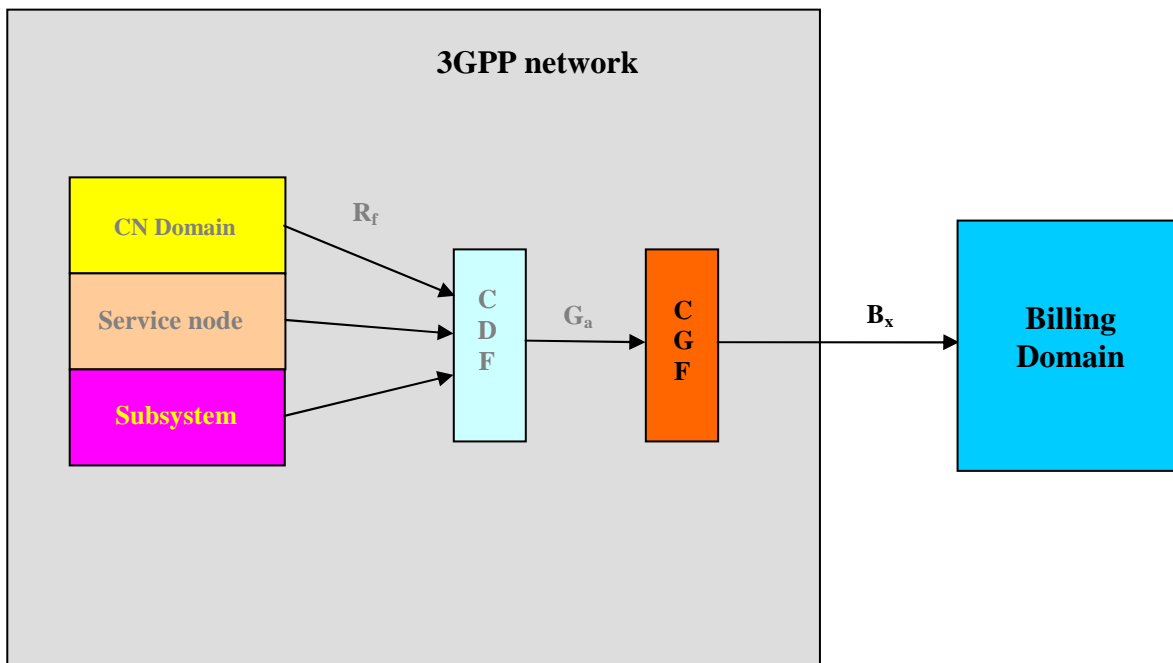 3GPP network
CN Domain
Service node
Subsystem
Rf
C
D
F
Ga
C
G
F
Bx
Billing
Domain